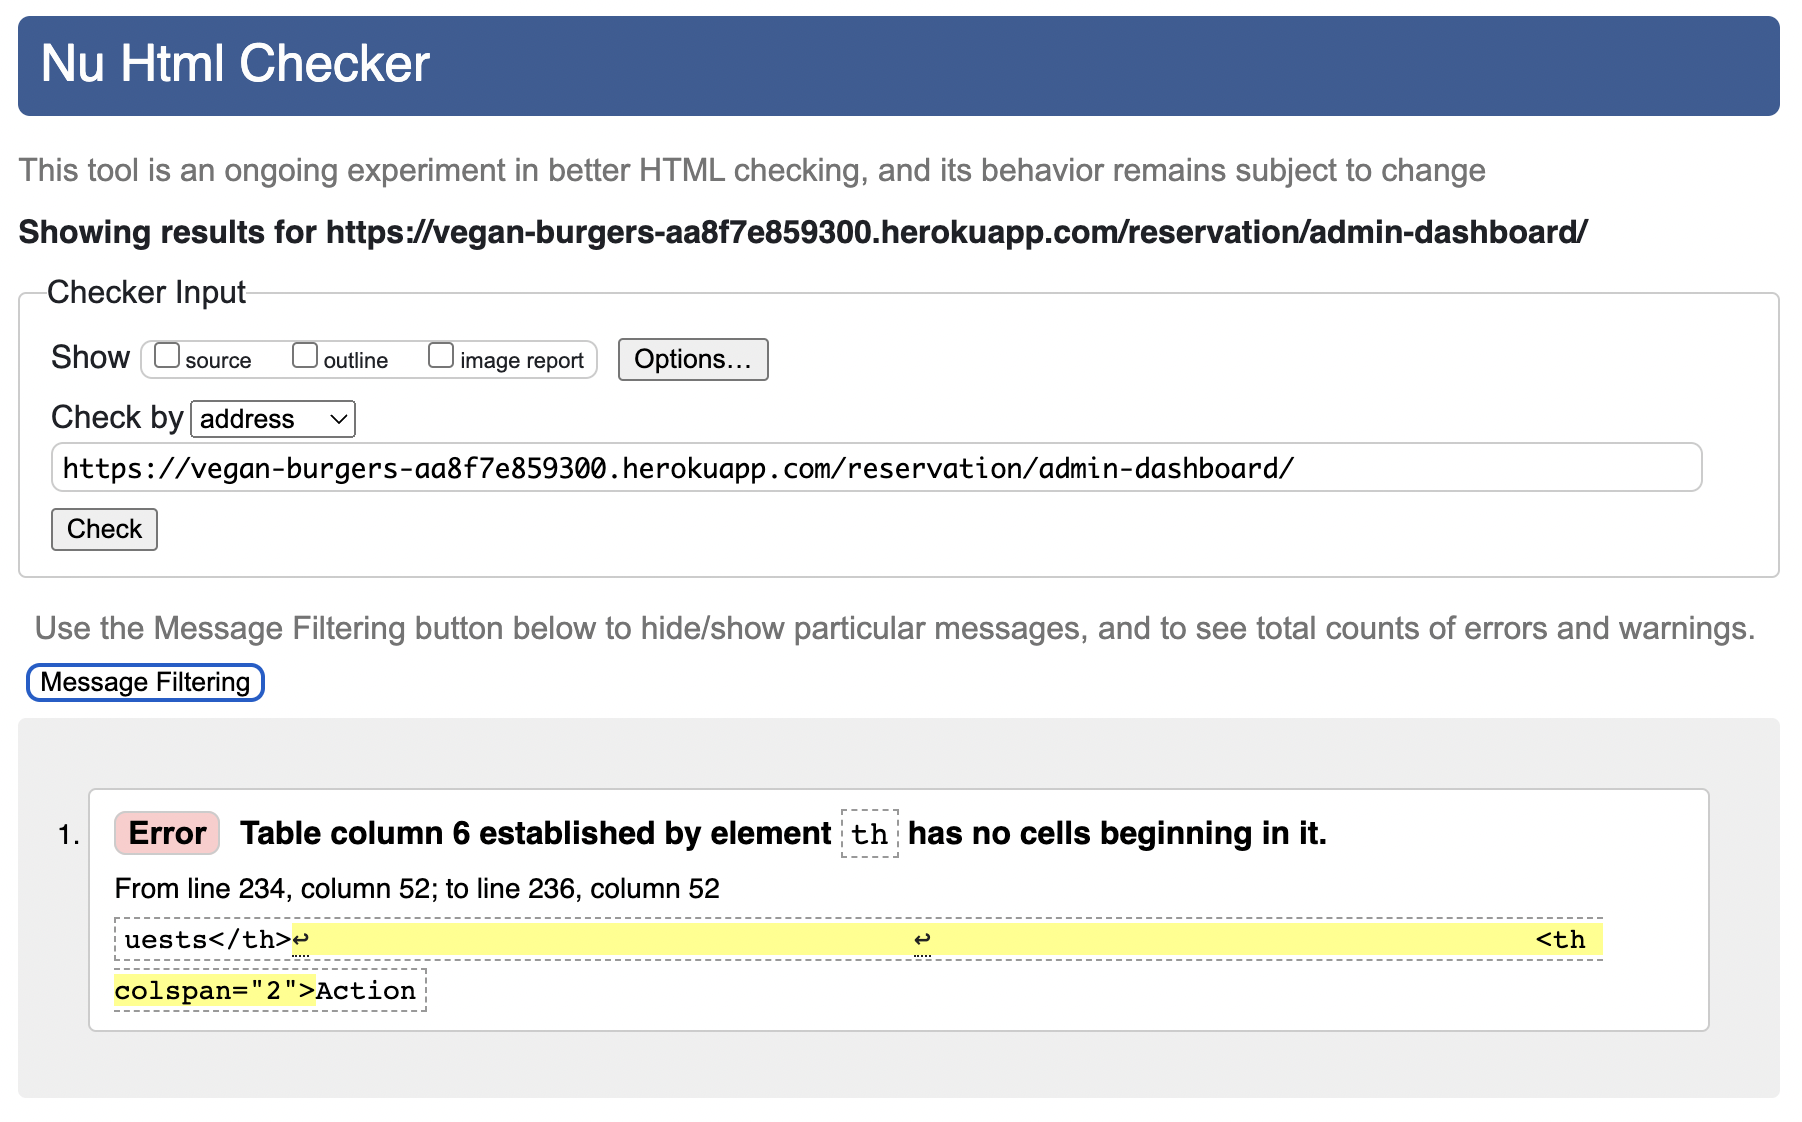 Nu Html Checker
This tool is an ongoing experiment in better HTML checking, and its behavior remains subject to change
Showing results for https://vegan-burgers-aa8f7e859300.herokuapp.com/reservation/admin-dashboard/
Checker Input
Show source outline image report Options…
Check by address
https://vegan-burgers-aa8f7e859300.herokuapp.com/reservation/admin-dashboard/
Check
Use the Message Filtering button below to hide/show particular messages, and to see total counts of errors and warnings.
Message Filtering
1. Error Table column 6 established by element th has no cells beginning in it.
From line 234, column 52; to line 236, column 52
uests</th>↩ ↩ <th
colspan="2">Action